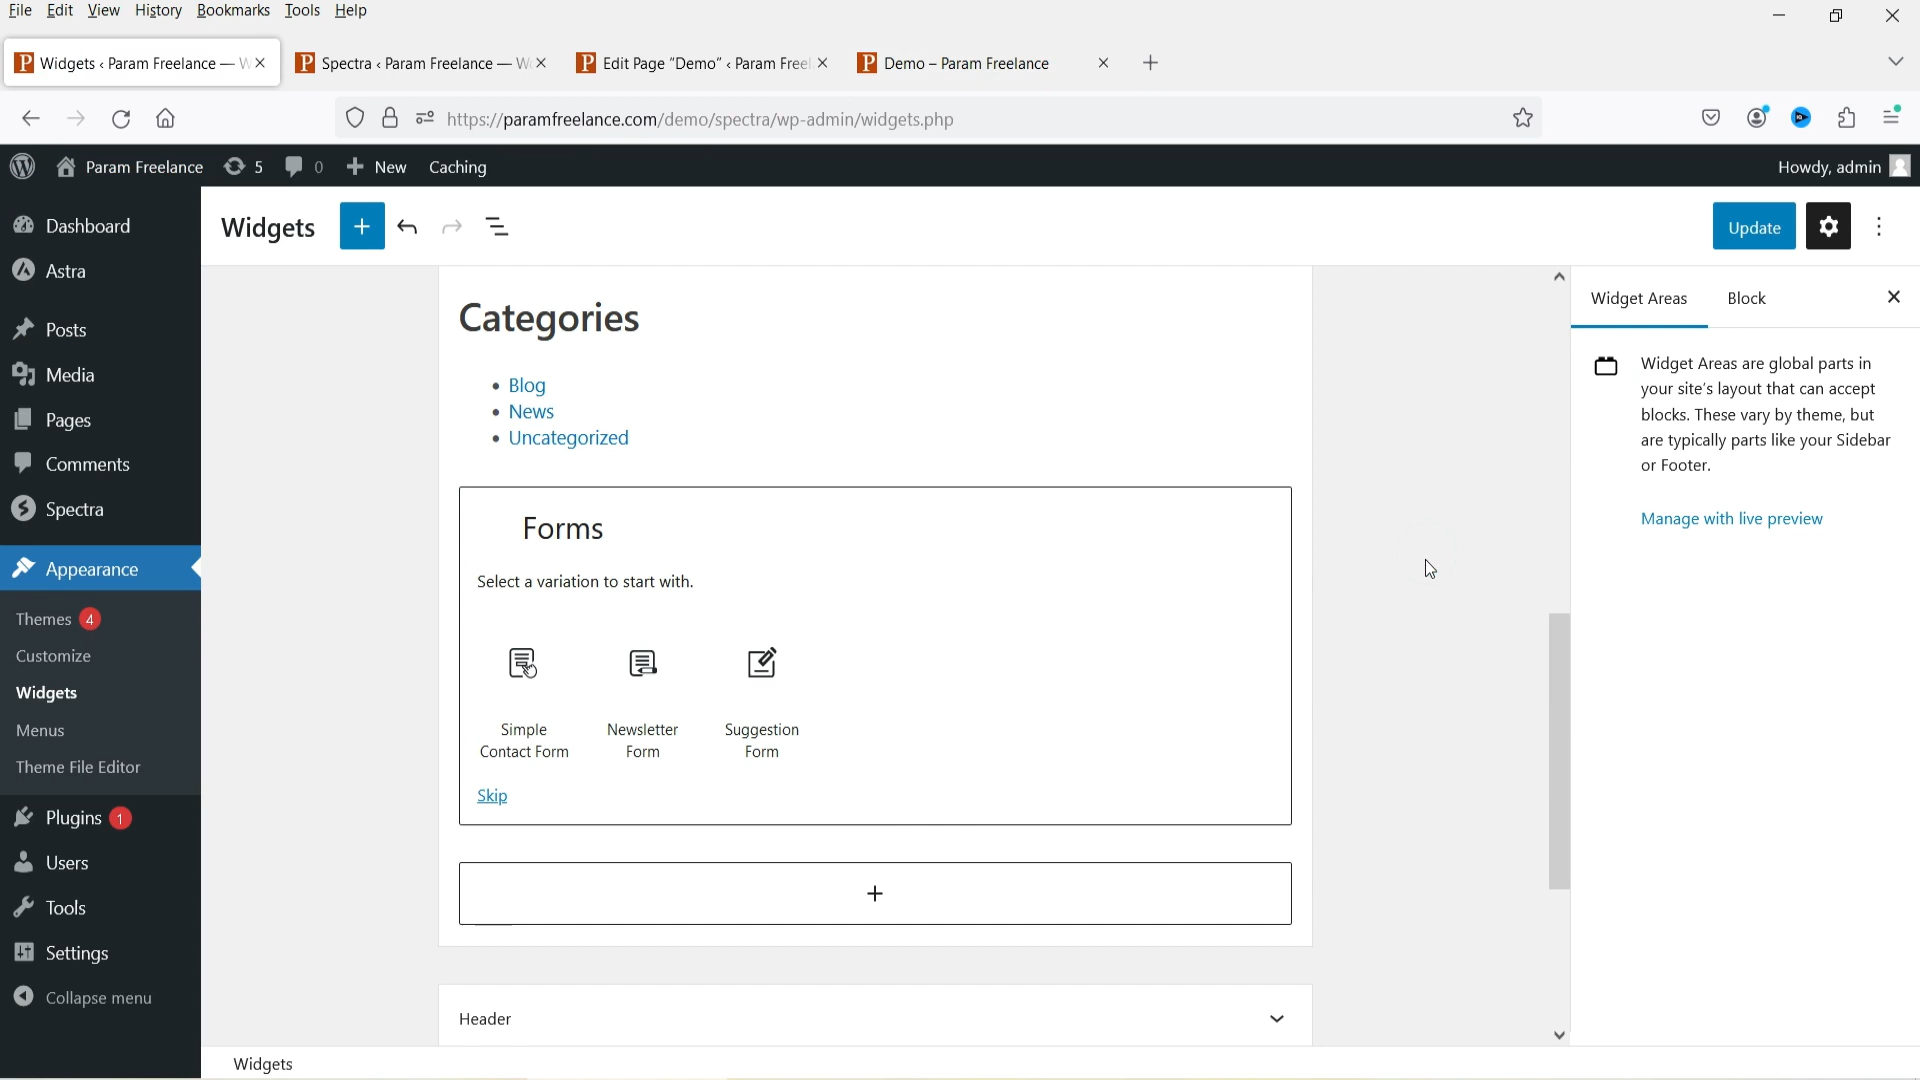 File Edit View History Bookmarks Tools Help
Widgets ‹ Param Freelance — W
Spectra ‹ Param Freelance — W
Edit Page “Demo” ‹ Param Free
Demo – Param Freelance
https://paramfreelance.com/demo/spectra/wp-admin/widgets.php
Param Freelance 5 0 New Caching Howdy, admin
Dashboard
Astra
Posts
Media
Pages
Comments
Spectra
Appearance
Themes 4
Customize
Widgets
Menus
Theme File Editor
Plugins 1
Users
Tools
Settings
Collapse menu
Widgets
Update
Categories
Blog
News
Uncategorized
Forms
Select a variation to start with.
Simple
Contact Form
Newsletter
Form
Suggestion
Form
Skip
Header
Widget Areas Block
Widget Areas are global parts in
your site's layout that can accept
blocks. These vary by theme, but
are typically parts like your Sidebar
or Footer.
Manage with live preview
Widgets